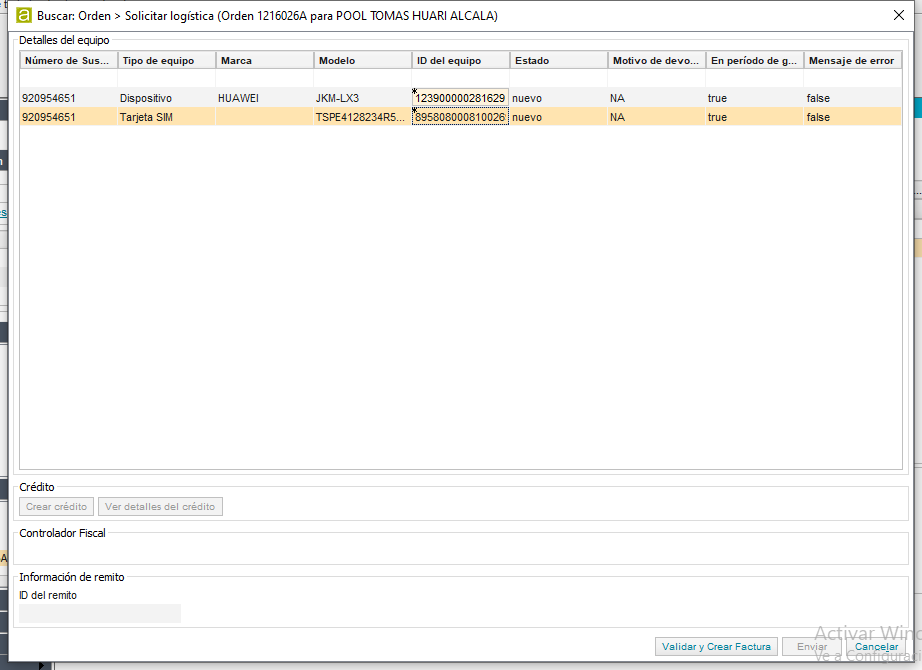 Buscar: Orden > Solicitar logística (Orden 1216026A para POOL TOMAS HUARI ALCALA)
Detalles del equipo
Número de Sus... Tipo de equipo Marca Modelo ID del equipo Estado Motivo de devo... En período de g... Mensaje de error
920954651 Dispositivo HUAWEI JKM-LX3 *123900000281629 nuevo NA true false
920954651 Tarjeta SIM TSPE4128234R5... *895808000810026 nuevo NA true false
Crédito
Crear crédito Ver detalles del crédito
Controlador Fiscal
Información de remito
ID del remito
Activar Wind
Validar y Crear Factura Enviar Cancelar
Ve a Configurac